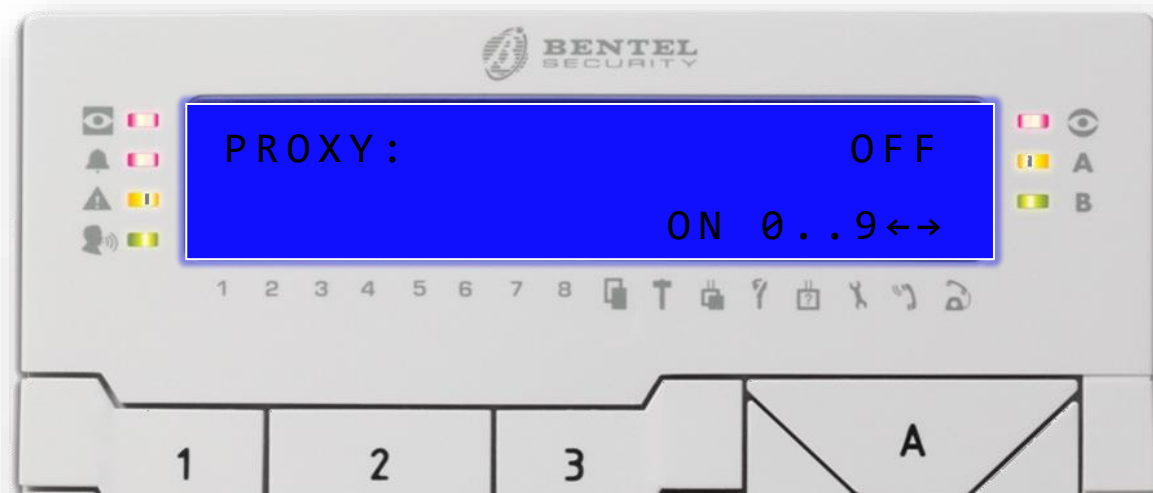 BENTEL
SECURITY
PROXY: OFF
ON 0..9←→
A
B
1 2 3 4 5 6 7 8
1 2 3 A